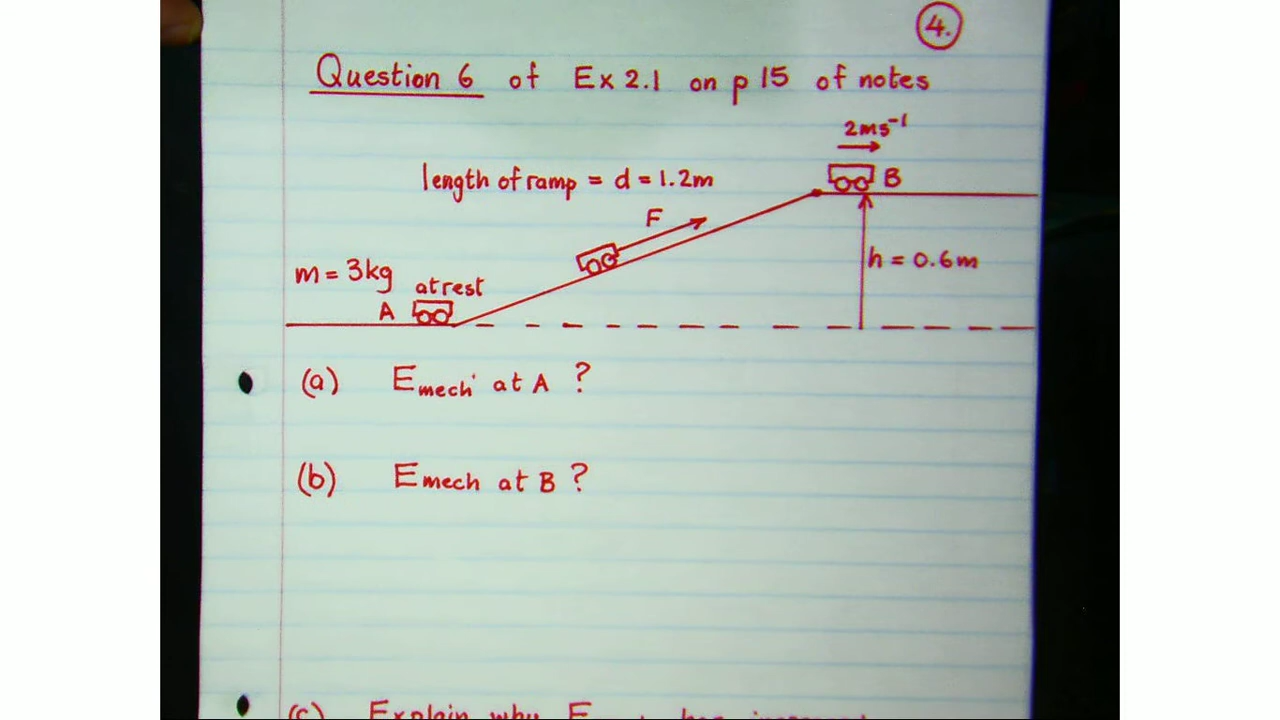 4.
Question 6 of Ex 2.1 on p 15 of notes
2ms⁻¹
length of ramp = d = 1.2m
B
F
h = 0.6m
m = 3kg
at rest
A
(a) Emech at A ?
(b) Emech at B ?
(c) Explain why E